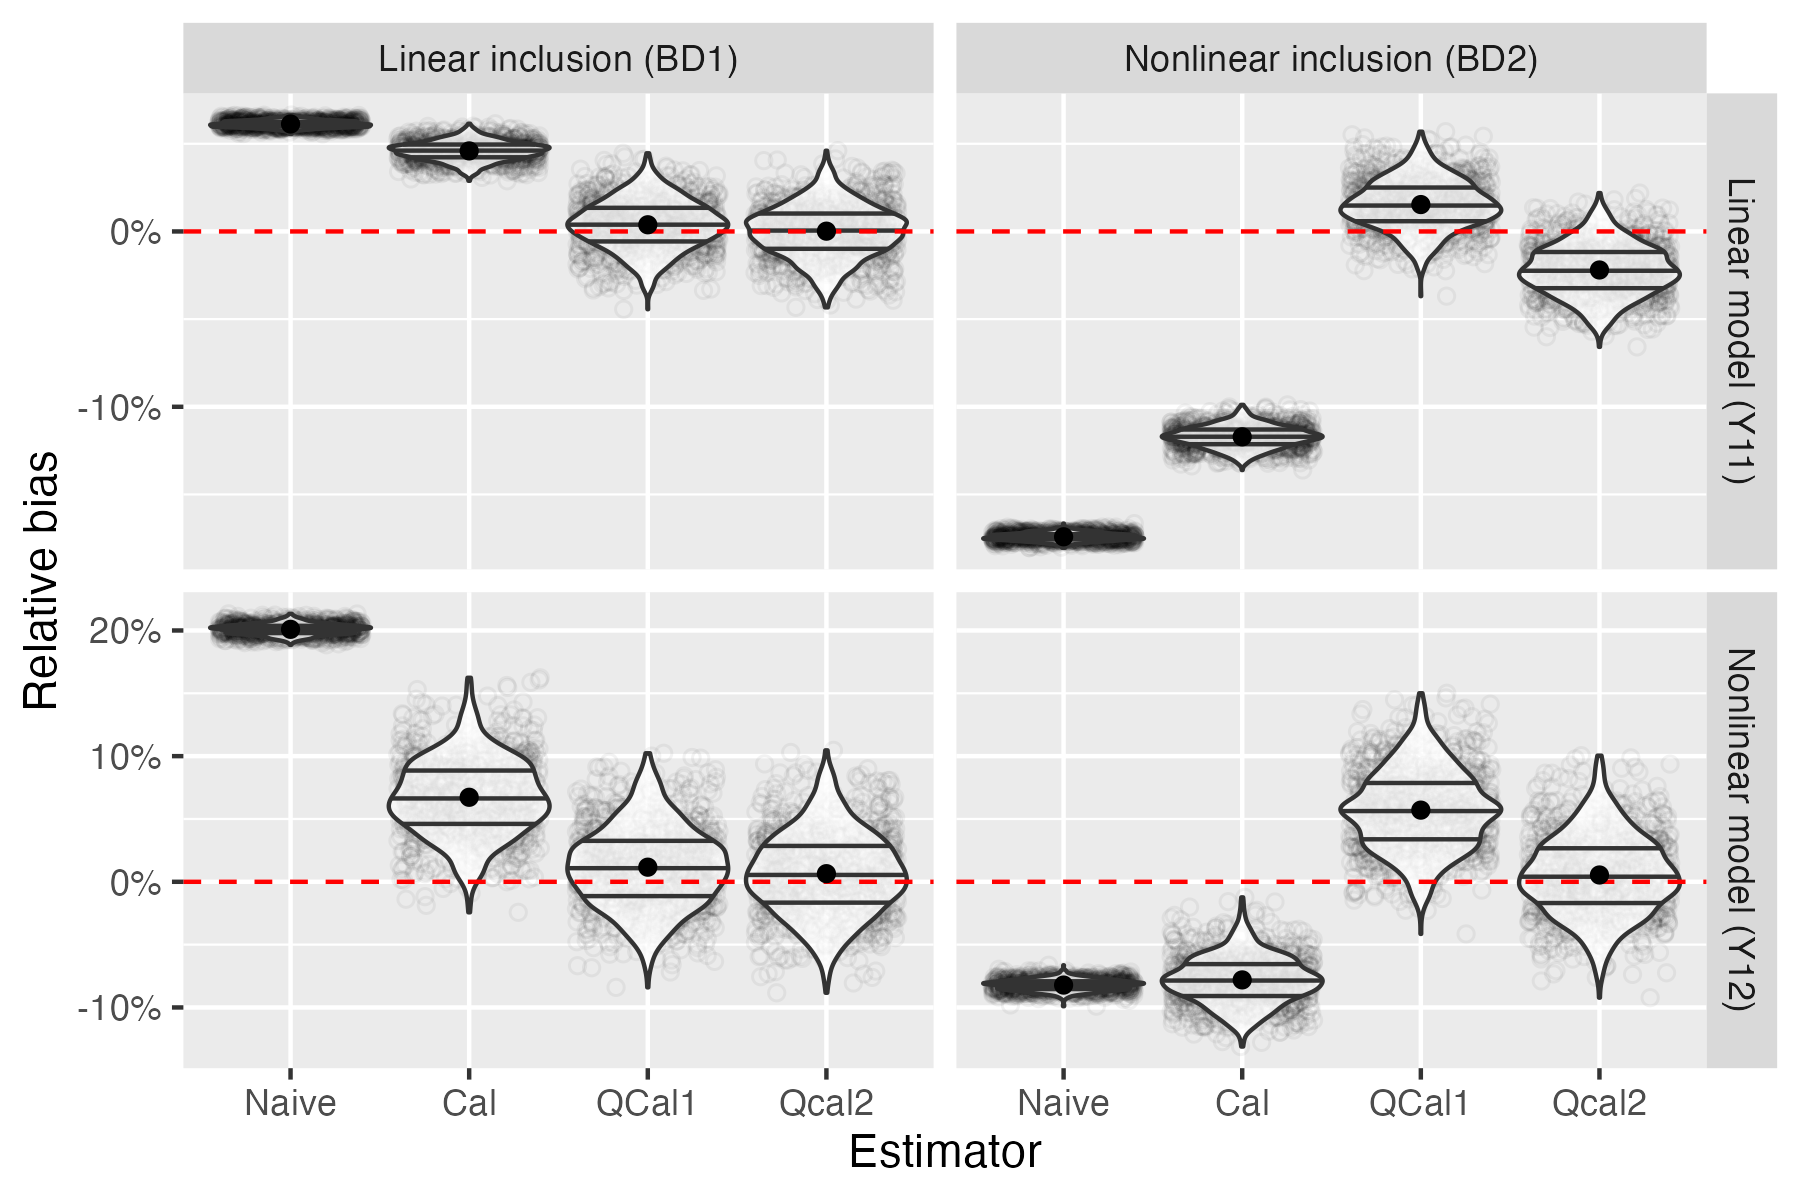 Linear inclusion (BD1)
Nonlinear inclusion (BD2)
0%
-10%
Linear model (Y11)
20%
10%
0%
-10%
Nonlinear model (Y12)
Relative bias
Naive Cal QCal1 Qcal2
Naive Cal QCal1 Qcal2
Estimator